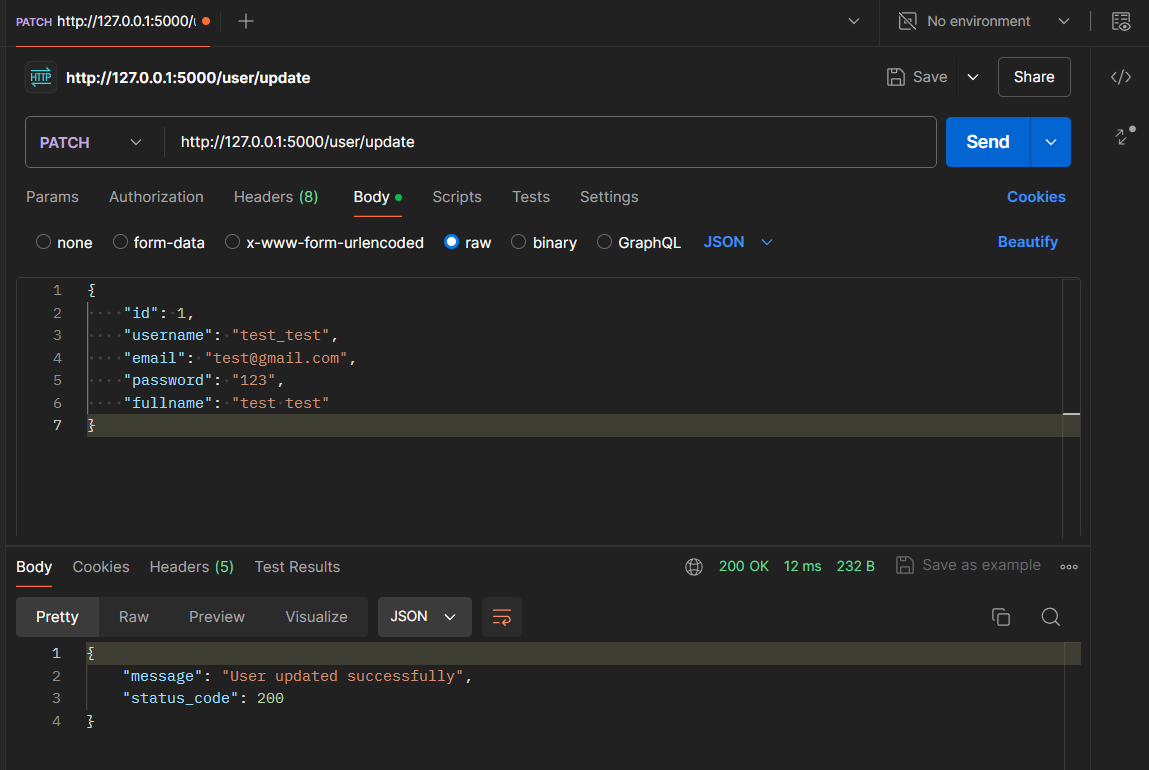 PATCH http://127.0.0.1:5000/
No environment
HTTP http://127.0.0.1:5000/user/update
Save
Share
PATCH http://127.0.0.1:5000/user/update
Send
Params Authorization Headers (8) Body Scripts Tests Settings
Cookies
none form-data x-www-form-urlencoded raw binary GraphQL JSON
Beautify
1 {
2 "id": 1,
3 "username": "test_test",
4 "email": "test@gmail.com",
5 "password": "123",
6 "fullname": "test test"
7 }
Body Cookies Headers (5) Test Results
200 OK 12 ms 232 B
Save as example
Pretty Raw Preview Visualize JSON
1 {
2 "message": "User updated successfully",
3 "status_code": 200
4 }